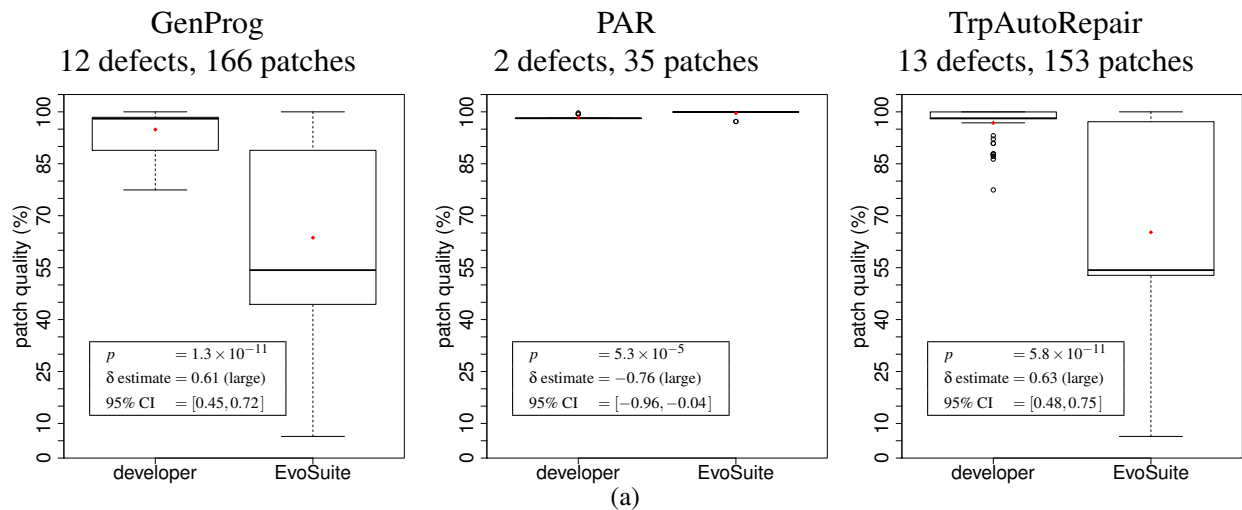 GenProg
12 defects, 166 patches
patch quality (%)
100
85
70
55
40
25
10
0
p = 1.3 × 10−11
δ estimate = 0.61 (large)
95% CI = [0.45, 0.72]
developer EvoSuite
PAR
2 defects, 35 patches
patch quality (%)
100
85
70
55
40
25
10
0
p = 5.3 × 10−5
δ estimate = −0.76 (large)
95% CI = [−0.96, −0.04]
developer EvoSuite
TrpAutoRepair
13 defects, 153 patches
patch quality (%)
100
85
70
55
40
25
10
0
p = 5.8 × 10−11
δ estimate = 0.63 (large)
95% CI = [0.48, 0.75]
developer EvoSuite
(a)